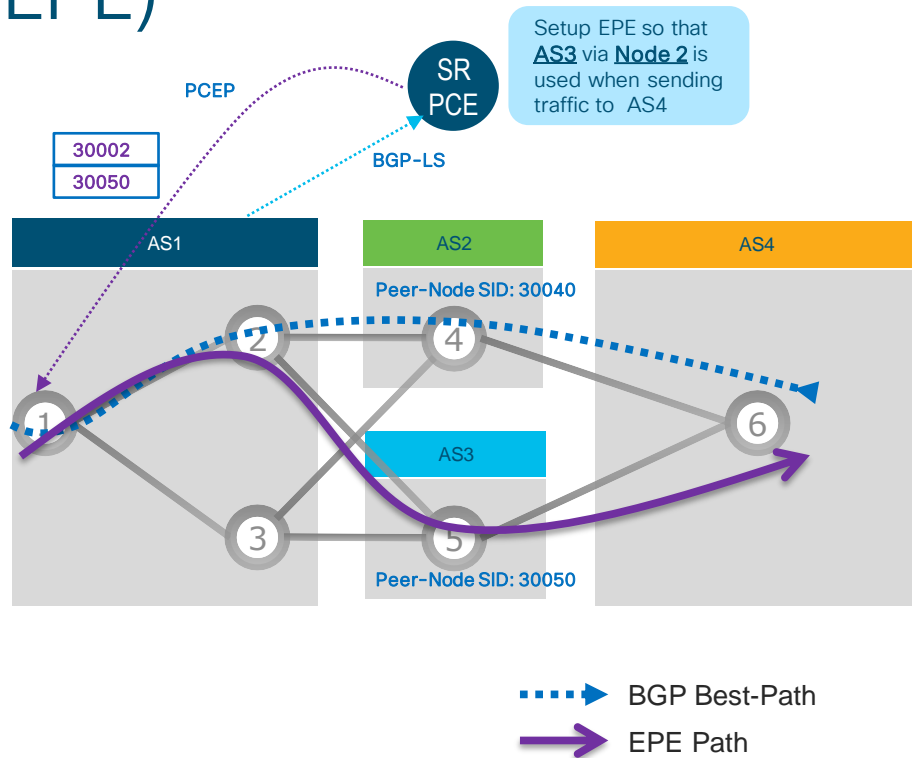 EPE)
Setup EPE so that
AS3 via Node 2 is
used when sending
traffic to AS4
SR
PCE
PCEP
BGP-LS
30002
30050
AS1
AS2
AS4
Peer-Node SID: 30040
2
4
1
6
AS3
3
5
Peer-Node SID: 30050
BGP Best-Path
EPE Path